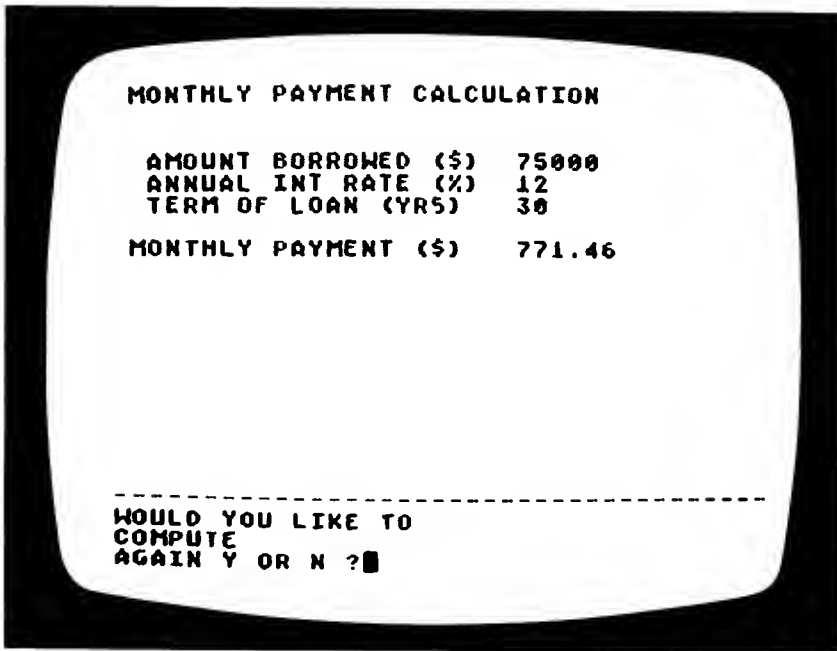 MONTHLY PAYMENT CALCULATION
AMOUNT BORROWED ($) 75000
ANNUAL INT RATE (%) 12
TERM OF LOAN (YRS) 30
MONTHLY PAYMENT ($) 771.46
----------------------------------------
WOULD YOU LIKE TO
COMPUTE
AGAIN Y OR N ?